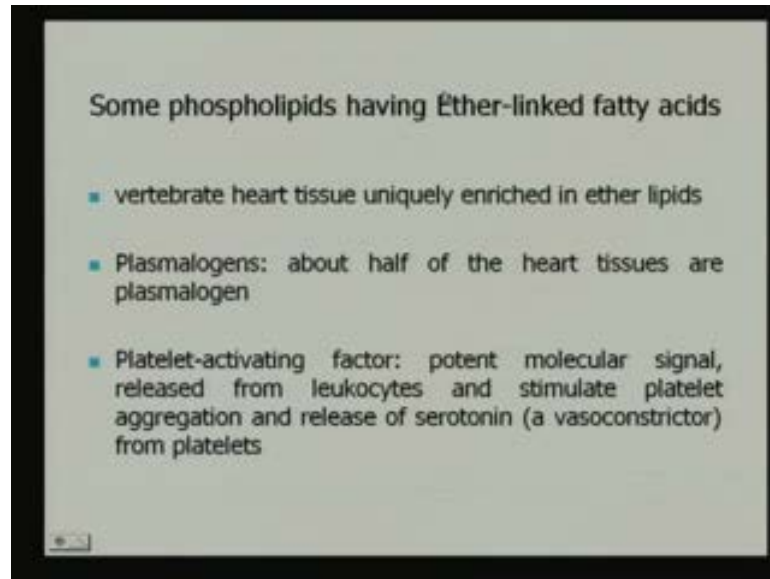 Some phospholipids having Ether-linked fatty acids
vertebrate heart tissue uniquely enriched in ether lipids
Plasmalogens: about half of the heart tissues are
plasmalogen
Platelet-activating factor: potent molecular signal,
released from leukocytes and stimulate platelet
aggregation and release of serotonin (a vasoconstrictor)
from platelets